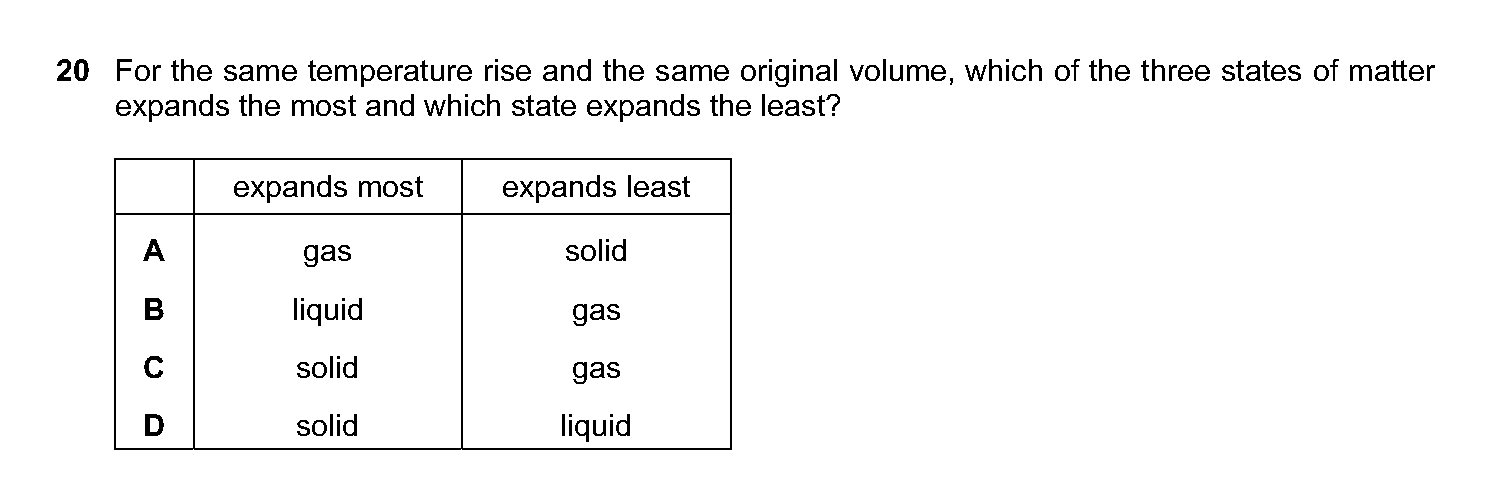 20 For the same temperature rise and the same original volume, which of the three states of matter
expands the most and which state expands the least?
expands most expands least
A gas solid
B liquid gas
C solid gas
D solid liquid